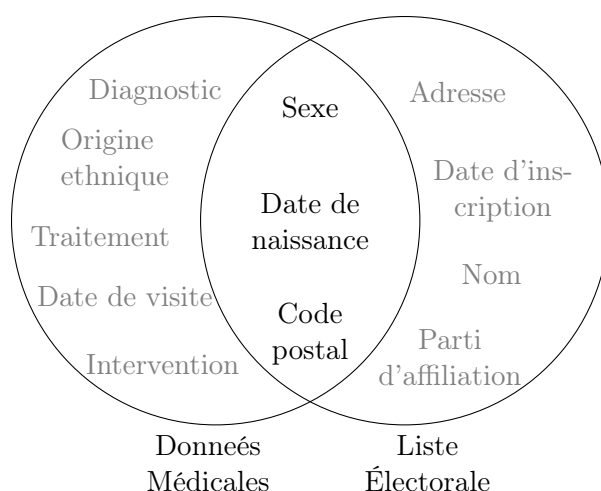 Diagnostic
Origine
ethnique
Traitement
Date de visite
Intervention
Sexe
Date de
naissance
Code
postal
Adresse
Date d'ins-
cription
Nom
Parti
d'affiliation
Donneés
Médicales
Liste
Électorale